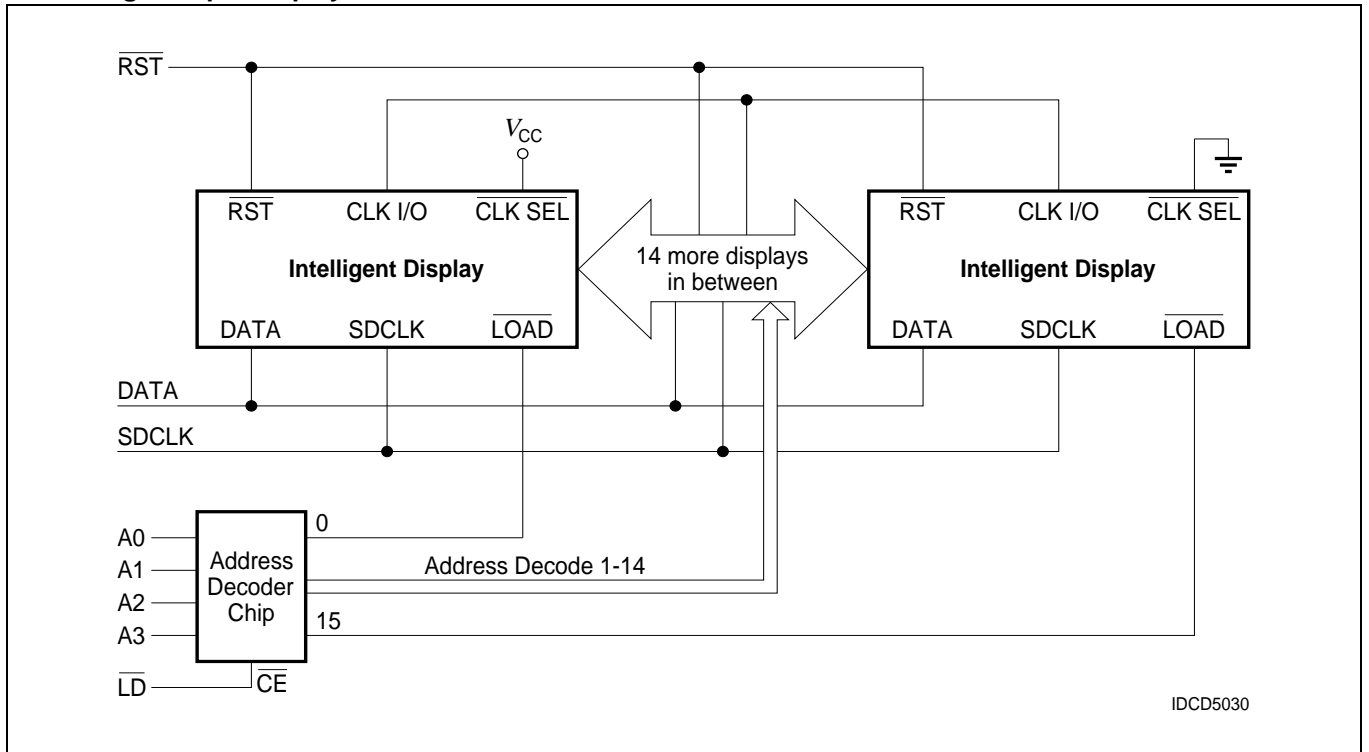 RST
V_CC
RST CLK I/O CLK SEL
Intelligent Display
DATA SDCLK LOAD
14 more displays
in between
RST CLK I/O CLK SEL
Intelligent Display
DATA SDCLK LOAD
DATA
SDCLK
A0
A1
A2
A3
Address
Decoder
Chip
0
Address Decode 1-14
15
LD
CE
IDCD5030